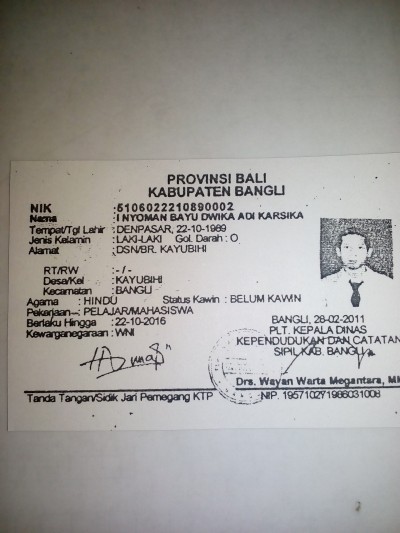 PROVINSI BALI
KABUPATEN BANGLI
NIK :5106022210890002
Nama :I NYOMAN BAYU DWIKA ADI KARSIKA
Tempat/Tgl Lahir :DENPASAR, 22-10-1989
Jenis Kelamin :LAKI-LAKI Gol. Darah : O
Alamat :DSN/BR. KAYUBIHI
RT/RW :- / -
Desa/Kel :KAYUBIHI
Kecamatan :BANGLI
Agama : HINDU Status Kawin : BELUM KAWIN
Pekerjaan : PELAJAR/MAHASISWA
Berlaku Hingga :22-10-2016
Kewarganegaraan :WNI
BANGLI, 28-02-2011
PLT. KEPALA DINAS
KEPENDUDUKAN DAN CATATAN
SIPIL KAB. BANGLI
Drs. Wayan Warta Megantara,
Tanda Tangan/Sidik Jari Pemegang KTP NIP. 195710271986031008